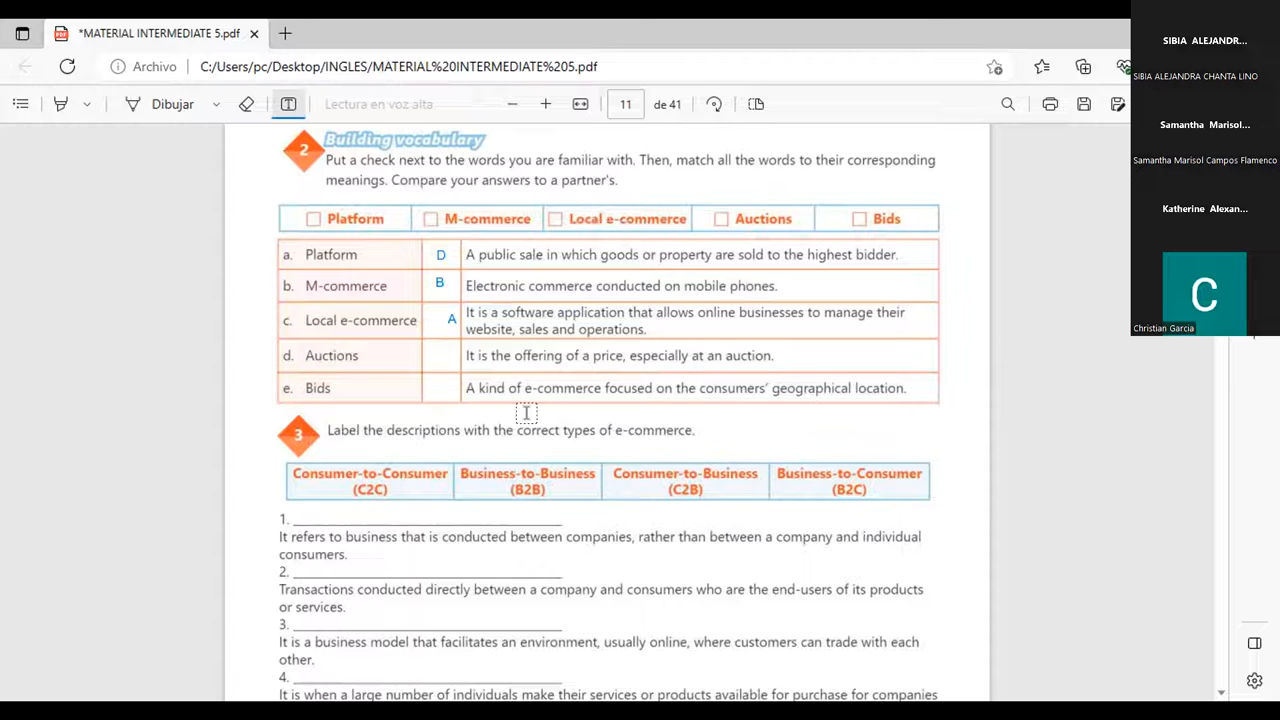 *MATERIAL INTERMEDIATE 5.pdf
Archivo
C:/Users/pc/Desktop/INGLES/MATERIAL%20INTERMEDIATE%205.pdf
Dibujar
Lectura en voz alta
11
de 41
2
Building vocabulary
Put a check next to the words you are familiar with. Then, match all the words to their corresponding
meanings. Compare your answers to a partner's.
Platform M-commerce Local e-commerce Auctions Bids
a. Platform D A public sale in which goods or property are sold to the highest bidder.
b. M-commerce B Electronic commerce conducted on mobile phones.
c. Local e-commerce A It is a software application that allows online businesses to manage their
website, sales and operations.
d. Auctions It is the offering of a price, especially at an auction.
e. Bids A kind of e-commerce focused on the consumers' geographical location.
3
Label the descriptions with the correct types of e-commerce.
Consumer-to-Consumer (C2C)
Business-to-Business (B2B)
Consumer-to-Business (C2B)
Business-to-Consumer (B2C)
1. ______________________________
It refers to business that is conducted between companies, rather than between a company and individual
consumers.
2. ______________________________
Transactions conducted directly between a company and consumers who are the end-users of its products
or services.
3. ______________________________
It is a business model that facilitates an environment, usually online, where customers can trade with each
other.
4. ______________________________
It is when a large number of individuals make their services or products available for purchase for companies
SIBIA ALEJANDR...
SIBIA ALEJANDRA CHANTA LINO
Samantha Marisol...
Samantha Marisol Campos Flamenco
Katherine Alexan...
C
Christian Garcia